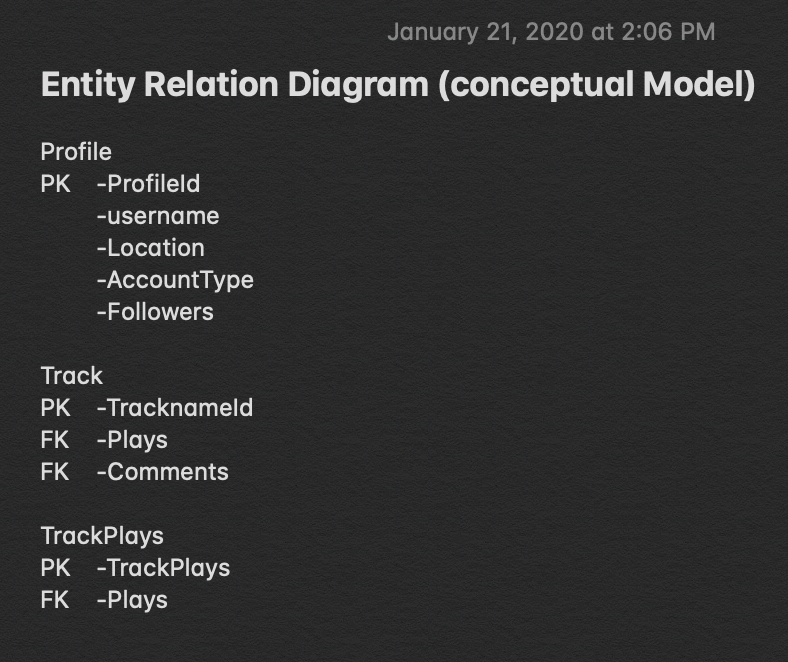 January 21, 2020 at 2:06 PM
Entity Relation Diagram (conceptual Model)
Profile
PK -ProfileId
-username
-Location
-AccountType
-Followers
Track
PK -TracknameId
FK -Plays
FK -Comments
TrackPlays
PK -TrackPlays
FK -Plays